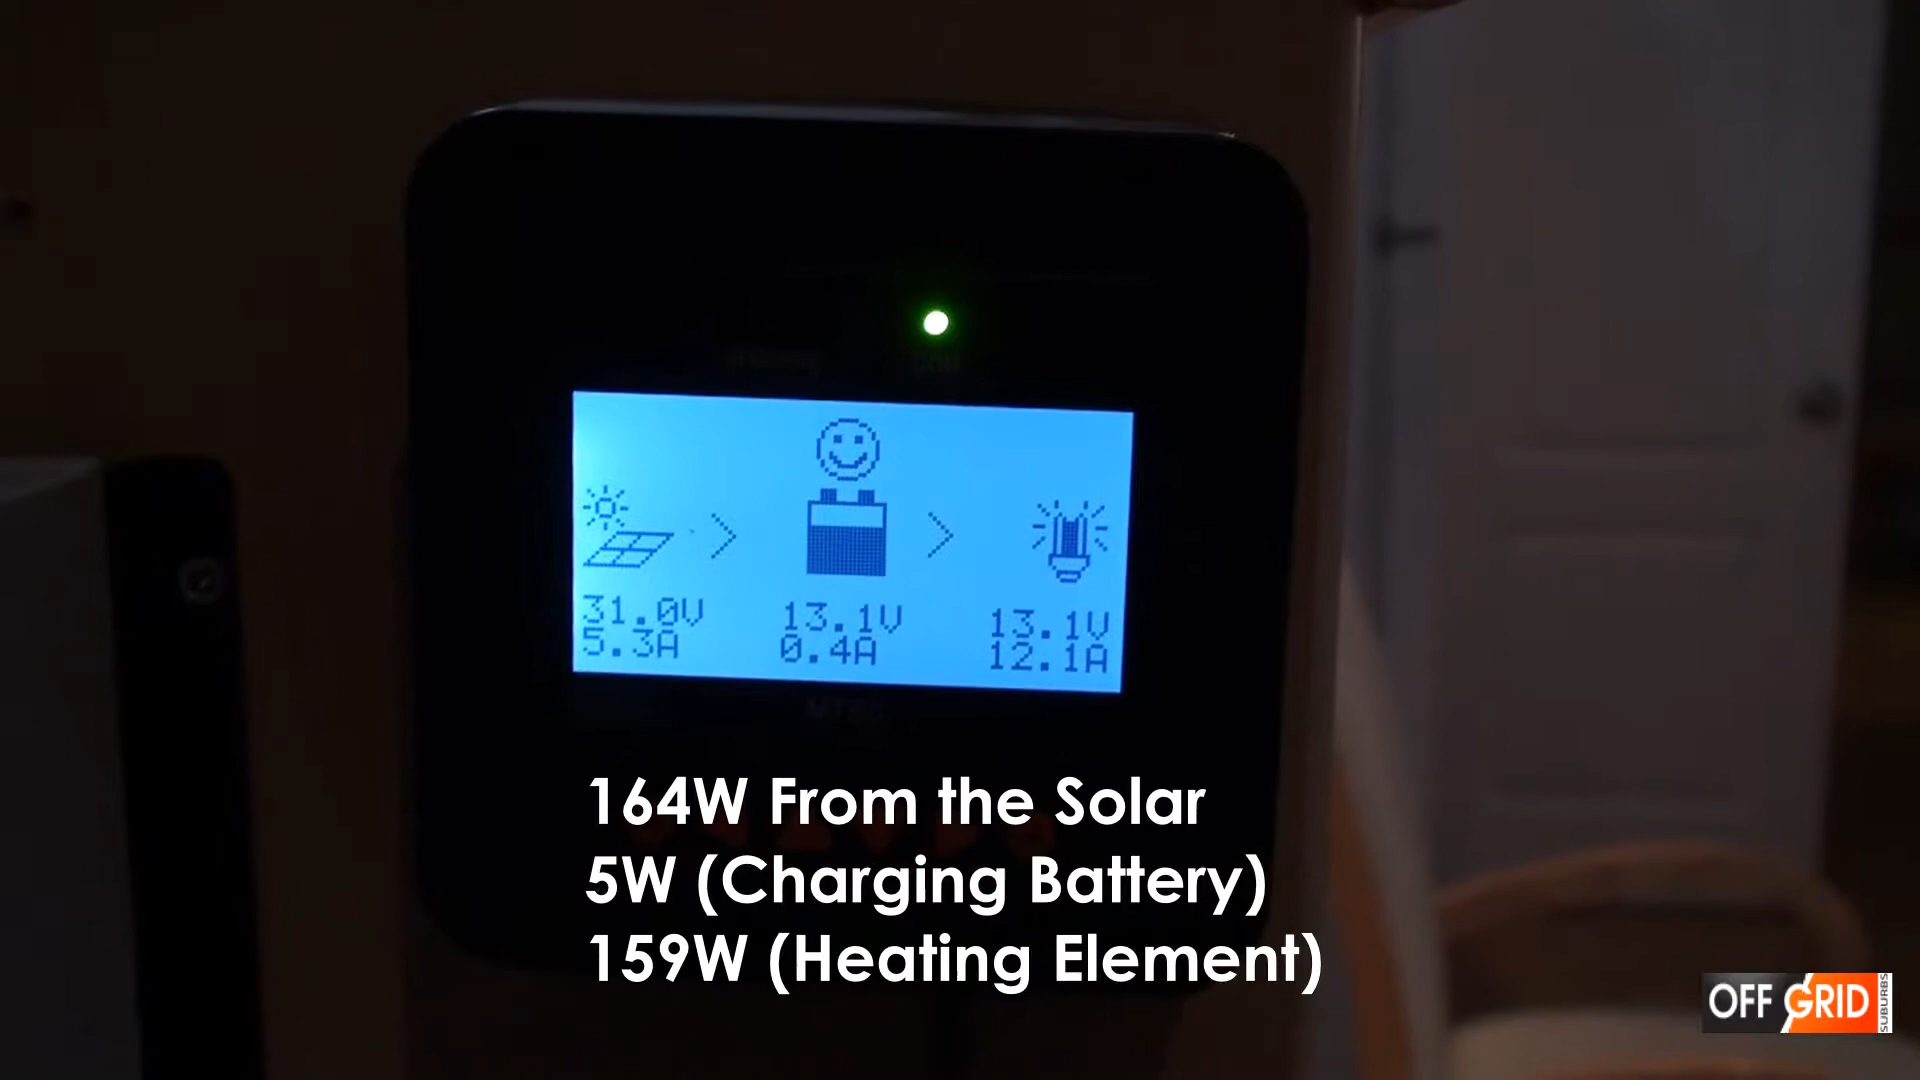 31.0V
5.3A
13.1V
0.4A
13.1V
12.1A
164W From the Solar
5W (Charging Battery)
159W (Heating Element)
OFF GRID
SUBURBS